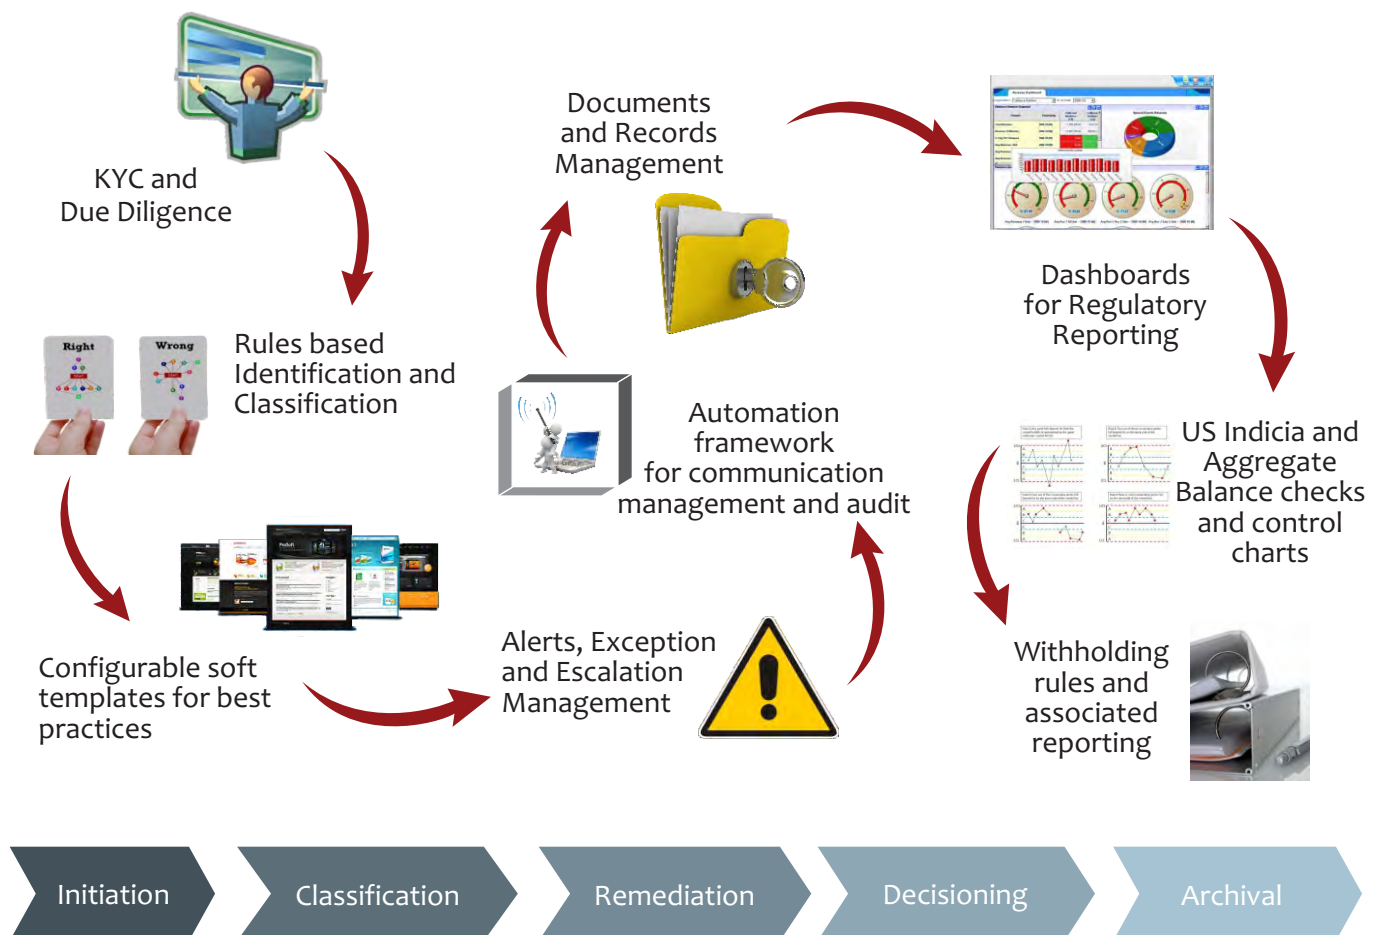 KYC and
Due Diligence
Right
Wrong
Rules based
Identification and
Classification
Configurable soft
templates for best
practices
Alerts, Exception
and Escalation
Management
Automation
framework
for communication
management and audit
Documents
and Records
Management
Dashboards
for Regulatory
Reporting
US Indicia and
Aggregate
Balance checks
and control
charts
Withholding
rules and
associated
reporting
Initiation
Classification
Remediation
Decisioning
Archival